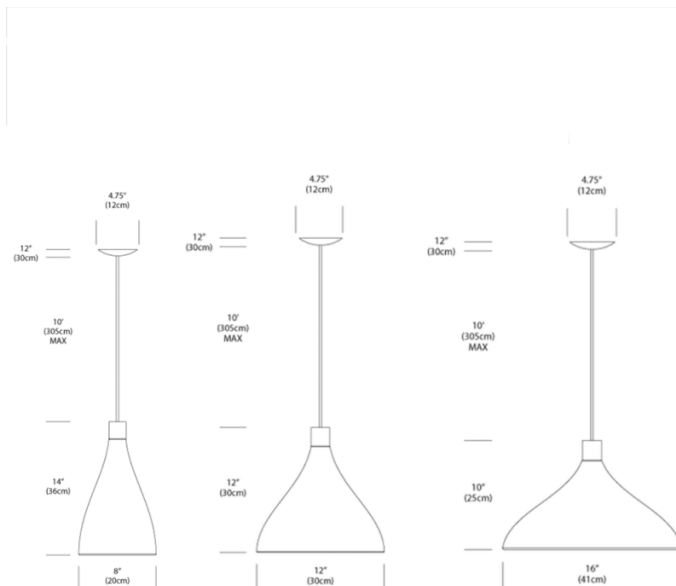 4.75"
(12cm)
12"
(30cm)
10'
(305cm)
MAX
14"
(36cm)
8"
(20cm)
4.75"
(12cm)
12"
(30cm)
10'
(305cm)
MAX
12"
(30cm)
12"
(30cm)
4.75"
(12cm)
12"
(30cm)
10'
(305cm)
MAX
10"
(25cm)
16"
(41cm)